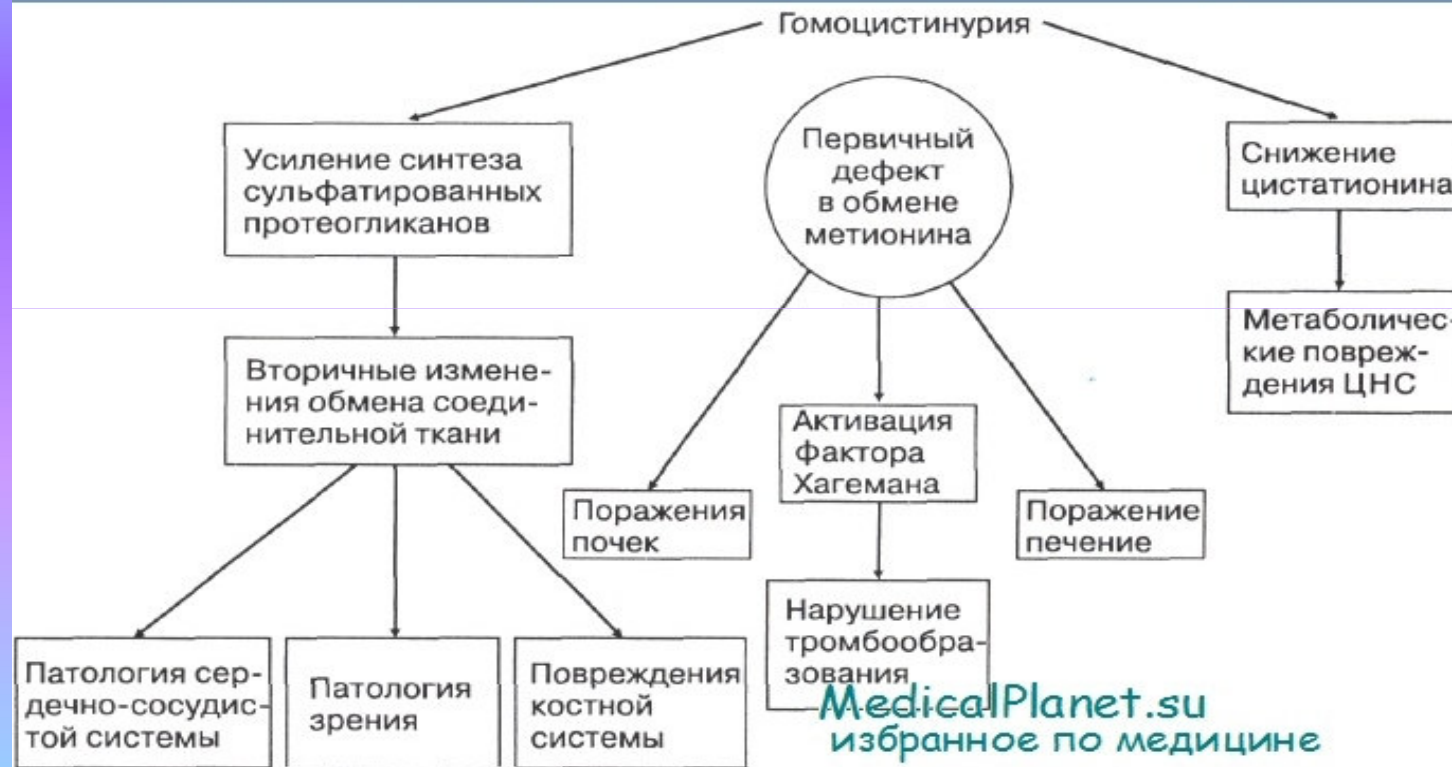 Гомоцистинурия
Усиление синтеза
сульфатированных
протеогликанов
Первичный
дефект
в обмене
метионина
Снижение
цистатионина
Вторичные измене-
ния обмена соеди-
нительной ткани
Метаболичес-
кие повреж-
дения ЦНС
Активация
фактора
Хагемана
Поражения
почек
Поражение
печение
Нарушение
тромбообра-
зования
Патология сер-
дечно-сосудис-
той системы
Патология
зрения
Повреждения
костной
системы
MedicalPlanet.su
избранное по медицине